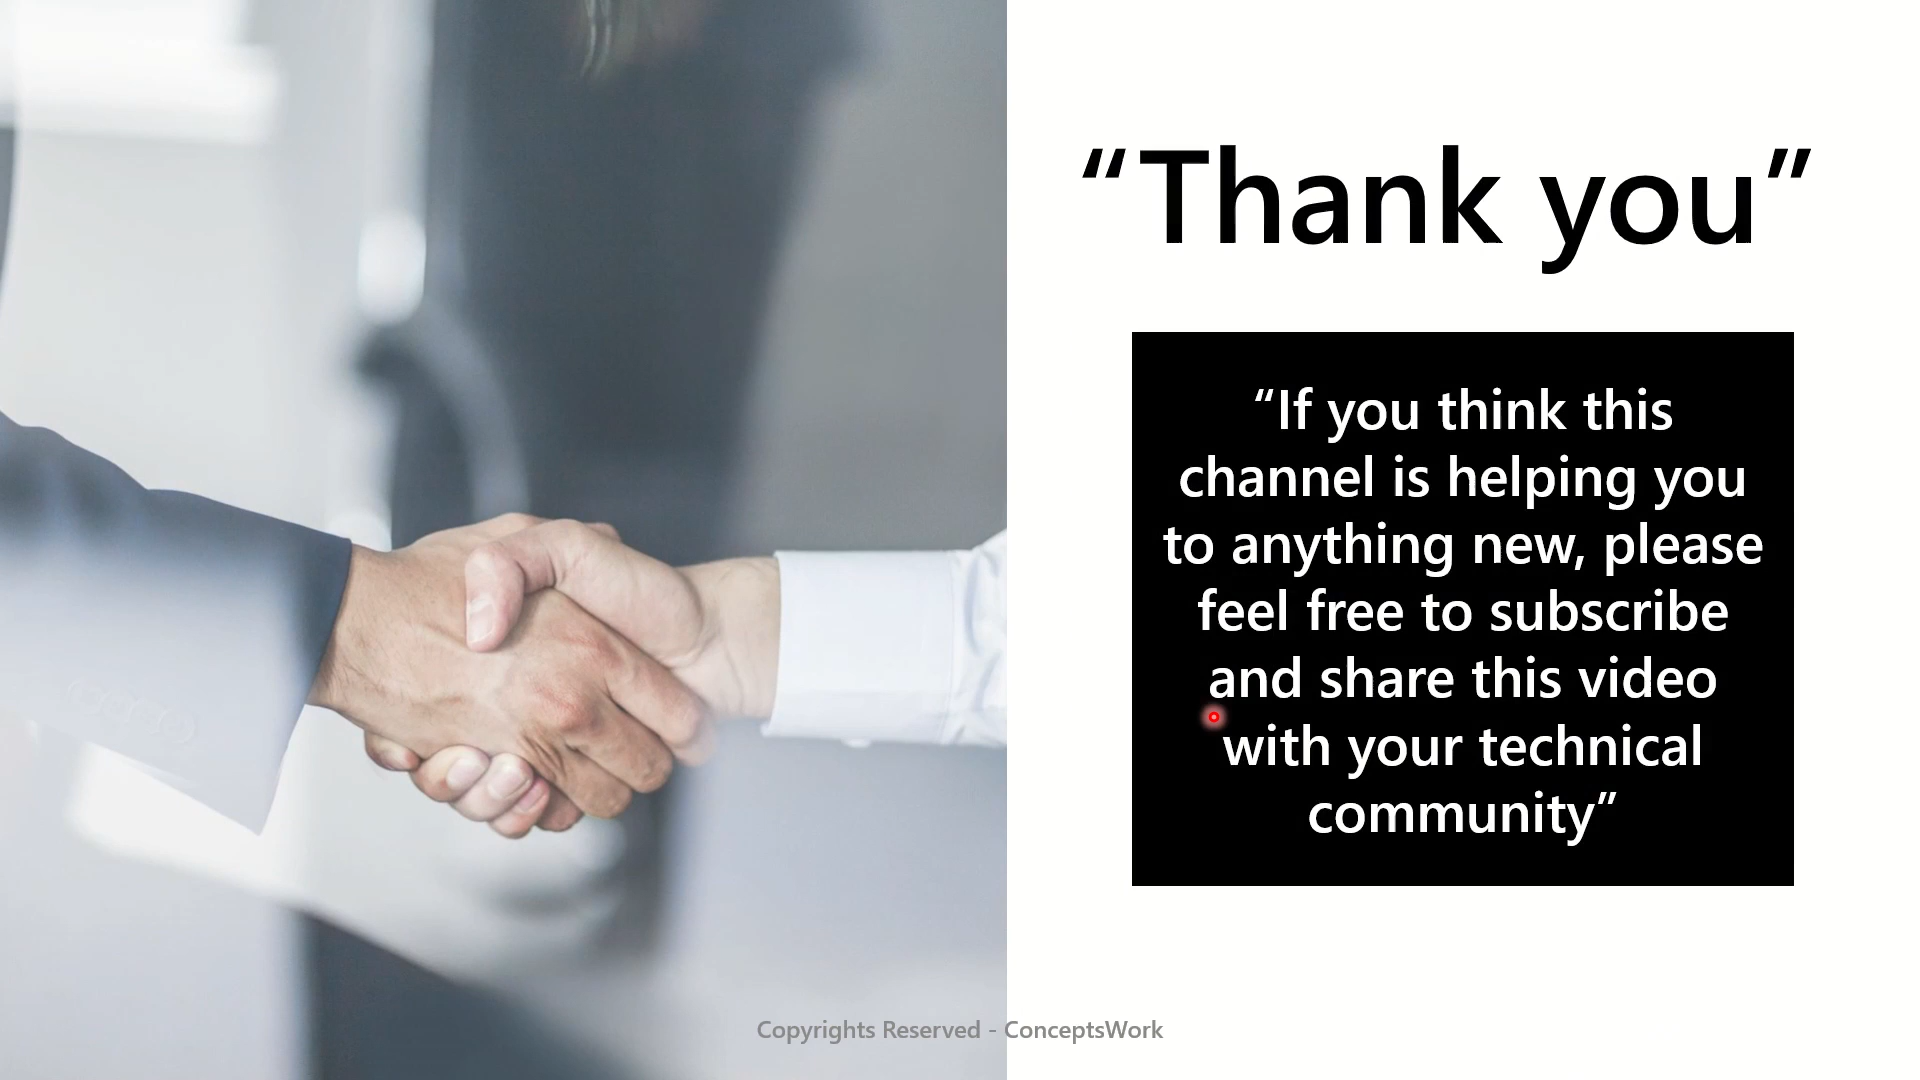 “Thank you”
“If you think this
channel is helping you
to anything new, please
feel free to subscribe
and share this video
with your technical
community”
Copyrights Reserved - ConceptsWork